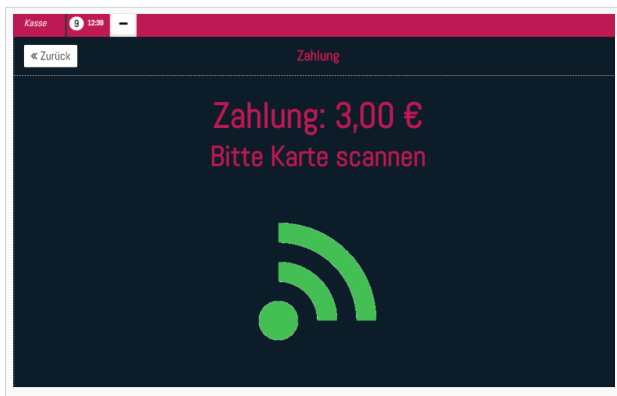 Kasse 9 12:39
« Zurück
Zahlung
Zahlung: 3,00 €
Bitte Karte scannen